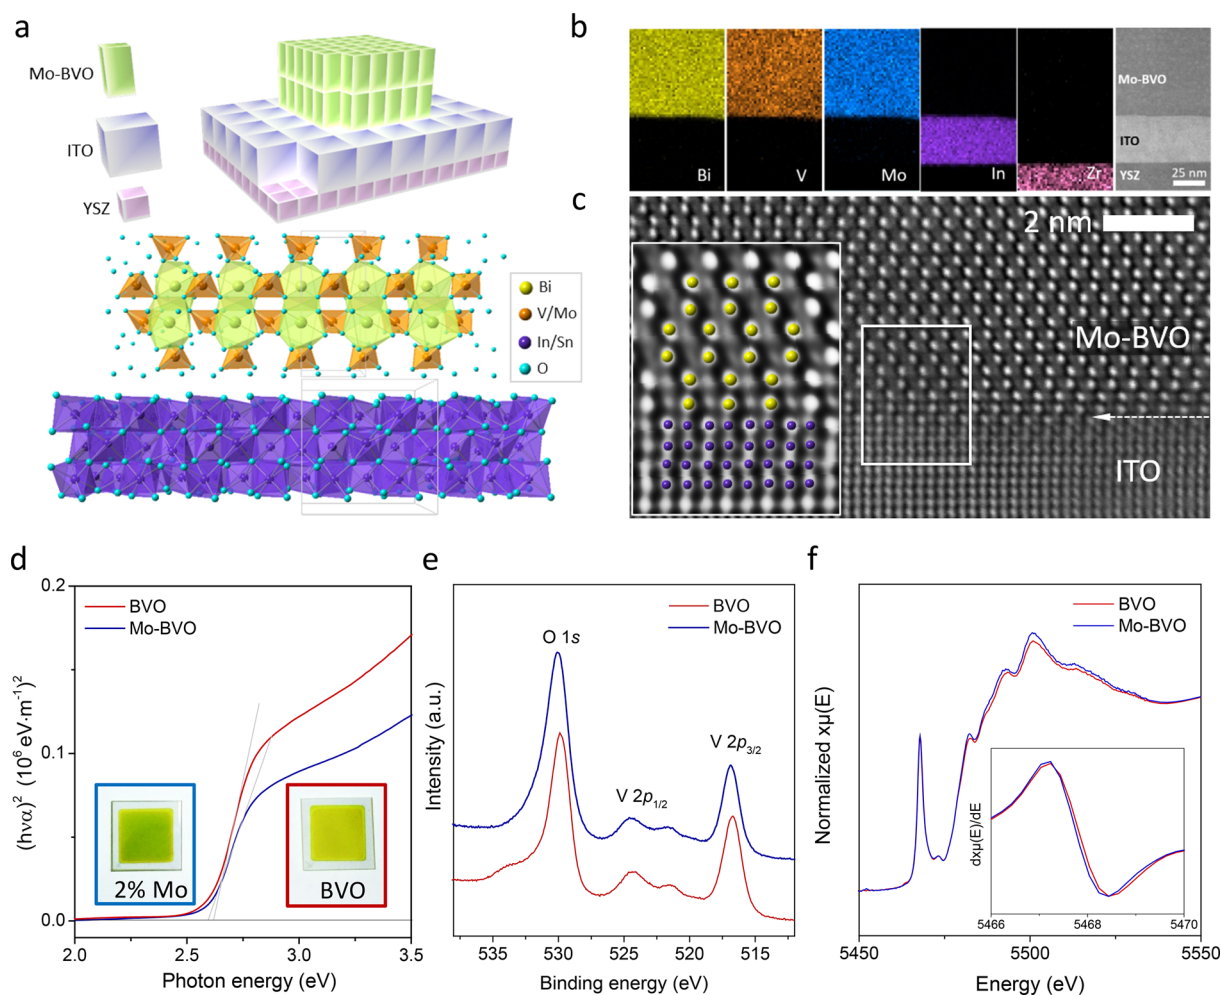 a
Mo-BVO
ITO
YSZ
Bi
V/Mo
In/Sn
O
b
Bi
V
Mo
In
Zr
Mo-BVO
ITO
YSZ
25 nm
c
2 nm
Mo-BVO
ITO
d
0.2
0.1
0.0
(hvα)² (10⁶ eV·m⁻¹)²
BVO
Mo-BVO
2% Mo
BVO
2.0 2.5 3.0 3.5
Photon energy (eV)
e
Intensity (a.u.)
BVO
Mo-BVO
O 1s
V 2p1/2
V 2p3/2
535 530 525 520 515
Binding energy (eV)
f
Normalized xμ(E)
BVO
Mo-BVO
dxμ(E)/dE
5466 5468 5470
5450 5500 5550
Energy (eV)